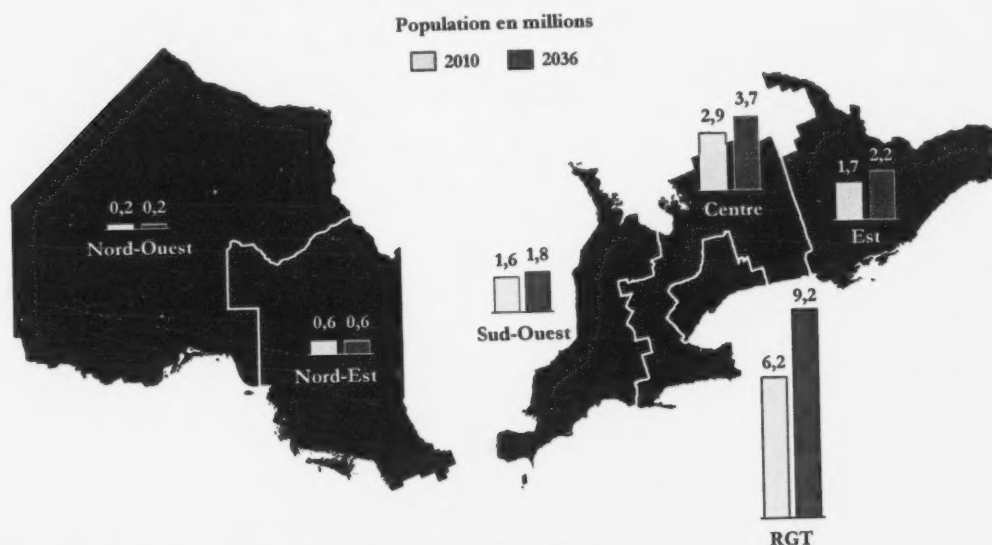 Population en millions
2010 2036
0,2 0,2
Nord-Ouest
0,6 0,6
Nord-Est
1,6 1,8
Sud-Ouest
2,9 3,7
Centre
1,7 2,2
Est
6,2 9,2
RGT